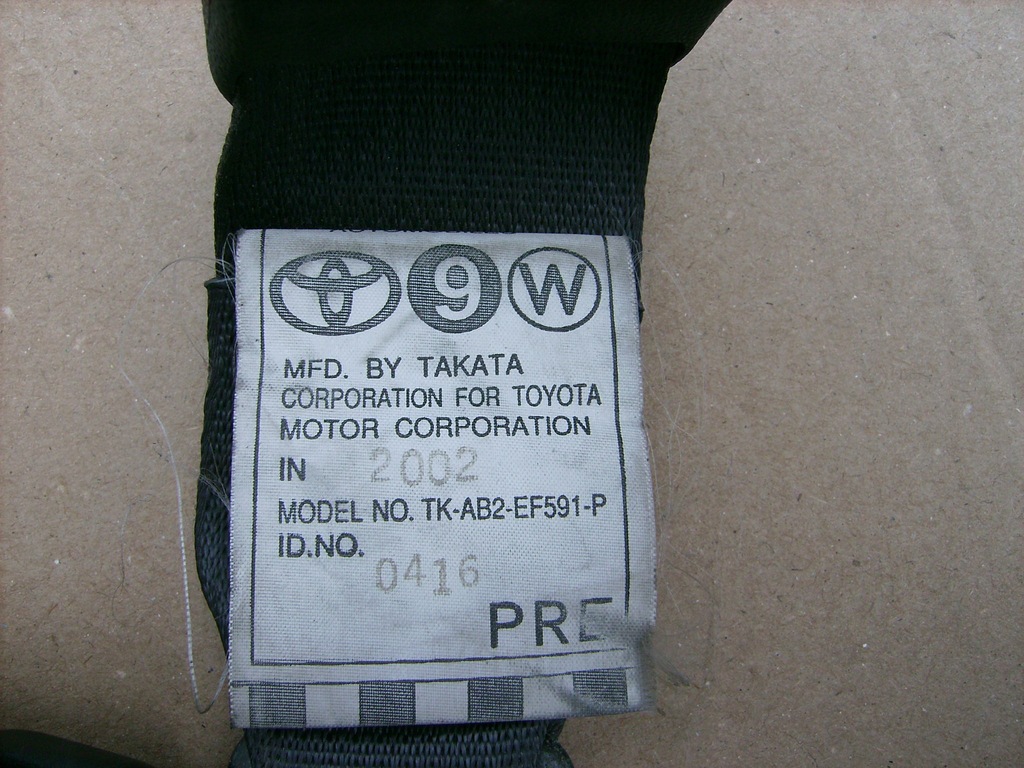 9 W
MFD. BY TAKATA
CORPORATION FOR TOYOTA
MOTOR CORPORATION
IN 2002
MODEL NO. TK-AB2-EF591-P
ID.NO.
0416
PRE